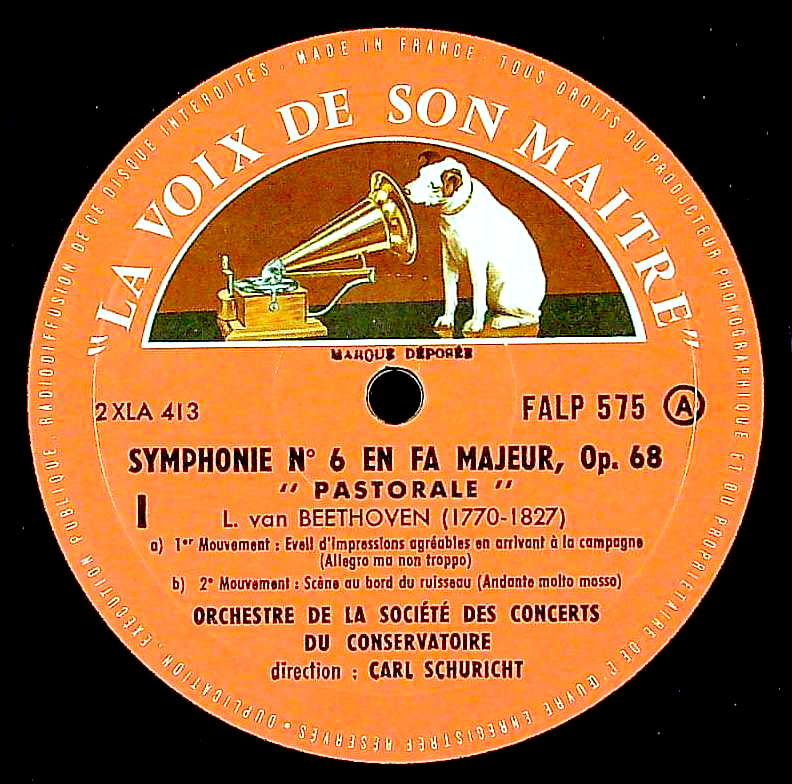 MADE IN FRANCE · TOUS DROITS DU PRODUCTEUR PHONOGRAPHIQUE ET DU PROPRIÉTAIRE DE L'ŒUVRE ENREGISTRÉE RÉSERVÉS • DUPLICATION, EXÉCUTION PUBLIQUE, RADIODIFFUSION DE CE DISQUE INTERDITES ·
"LA VOIX DE SON MAITRE"
MARQUE DÉPOSÉE
2XLA 413
FALP 575 A
SYMPHONIE N° 6 EN FA MAJEUR, Op. 68
" PASTORALE "
I
L. van BEETHOVEN (1770-1827)
a) 1er Mouvement : Eveil d'impressions agréables en arrivant à la campagne
(Allegro ma non troppo)
b) 2e Mouvement : Scène au bord du ruisseau (Andante molto mosso)
ORCHESTRE DE LA SOCIÉTÉ DES CONCERTS
DU CONSERVATOIRE
direction : CARL SCHURICHT